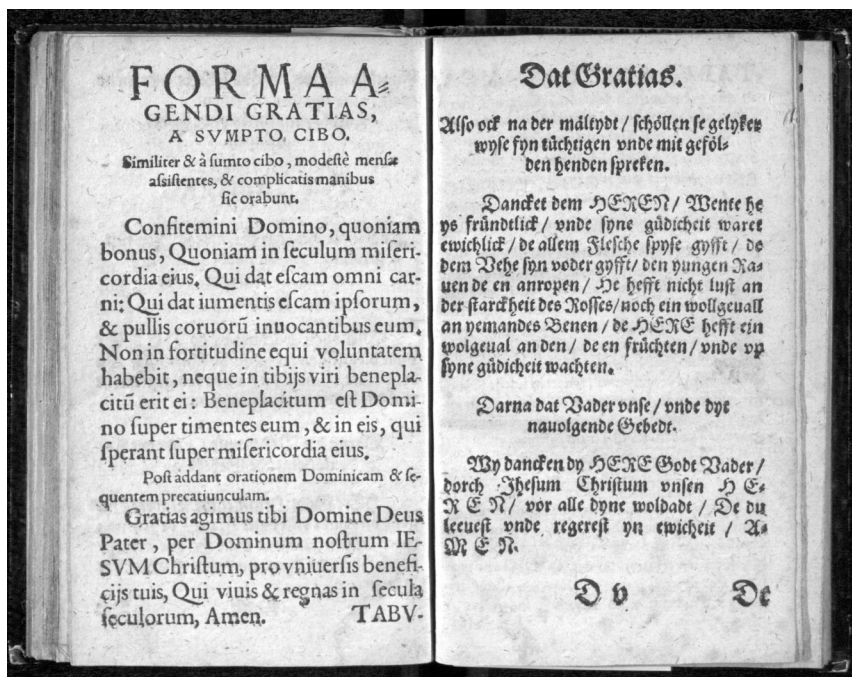 FORMA A⸗
GENDI GRATIAS,
A SVMPTO CIBO.
Similiter & à ſumto cibo, modeſtè menſæ
aſsiſtentes, & complicatis manibus
ſic orabunt.
Confitemini Domino, quoniam
bonus, Quoniam in ſeculum miſeri-
cordia eius. Qui dat eſcam omni car-
ni: Qui dat iumentis eſcam ipſorum,
& pullis coruorū inuocantibus eum.
Non in fortitudine equi voluntatem
habebit, neque in tibijs viri benepla-
citū erit ei: Beneplacitum eſt Domi-
no ſuper timentes eum, & in eis, qui
ſperant ſuper miſericordia eius.
Poſt addant orationem Dominicam & ſe-
quentem precatiunculam.
Gratias agimus tibi Domine Deus
Pater, per Dominum noſtrum IE-
SVM Chriſtum, pro vniuerſis benefi-
cijs tuis, Qui viuis & regnas in ſecula
ſeculorum, Amen. TABV-
Dat Gratias.
Alſo ock na der māltydt / ſchöllen ſe gelyker
wyſe ſyn tüchtigen vnde mit geföl⸗
den henden ſpreken.
Dancket dem HEREN / Wente he
ys fründtlick / vnde ſyne güdicheit waret
ewichlick / de allem Fleſche ſpyſe gyfft / de
dem Vehe ſyn voder gyfft / den yungen Ra⸗
uen de en anropen / He hefft nicht luſt an
der ſtarckheit des Roſſes / noch ein wollgeuall
an yemandes Benen / de HERE hefft ein
wolgeual an den / de en früchten / vnde vp
ſyne güdicheit wachten.
Darna dat Vader vnſe / vnde dyt
nauolgende Gebedt.
Wy dancken dy HERE Godt Vader /
dorch Jheſum Chriſtum vnſen H E⸗
R E N / vor alle dyne woldadt / De du
leeueſt vnde regereſt yn ewicheit / A⸗
M E N.
D v De